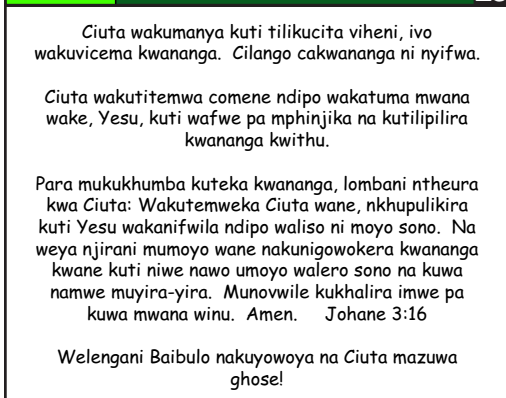 Ciuta wakumanya kuti tilikucita viheni, ivo
wakuvicema kwananga.  Cilango cakwananga ni nyifwa.
Ciuta wakutitemwa comene ndipo wakatuma mwana
wake, Yesu, kuti wafwe pa mphinjika na kutilipilira
kwananga kwithu.
Para mukukhumba kuteka kwananga, lombani ntheura
kwa Ciuta: Wakutemweka Ciuta wane, nkhupulikira
kuti Yesu wakanifwila ndipo waliso ni moyo sono.  Na
weya njirani mumoyo wane nakunigowokera kwananga
kwane kuti niwe nawo umoyo walero sono na kuwa
namwe muyira-yira.  Munovwile kukhalira imwe pa
kuwa mwana winu.  Amen.    Johane 3:16
Welengani Baibulo nakuyowoya na Ciuta mazuwa
ghose!